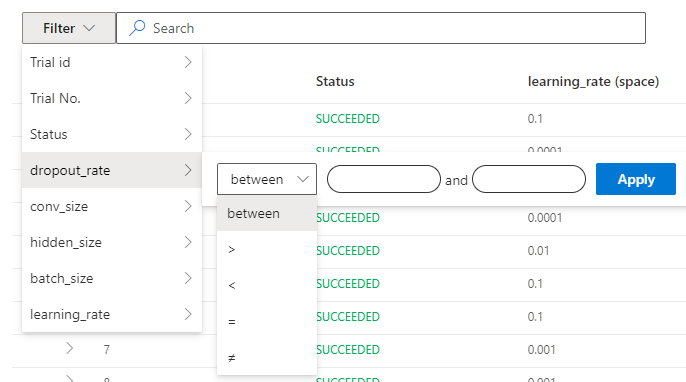 Filter Search
Trial id
Status learning_rate (space)
Trial No.
SUCCEEDED 0.1
Status
SUCCEEDED 0.0001
dropout_rate between and Apply
conv_size between
SUCCEEDED 0.0001
hidden_size >
SUCCEEDED 0.01
batch_size <
SUCCEEDED 0.1
learning_rate =
SUCCEEDED 0.1
7 ≠ SUCCEEDED 0.001
8 SUCCEEDED 0.001